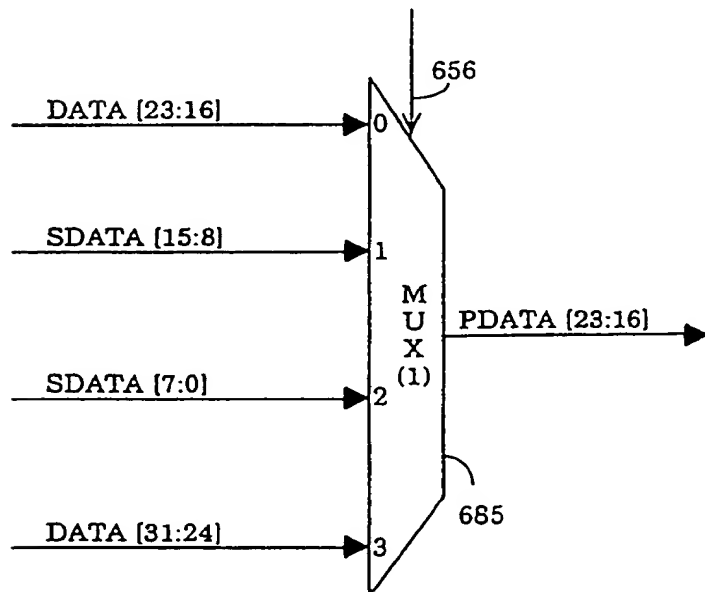 656
DATA [23:16]
0
SDATA [15:8]
1
M
U
X
(1)
PDATA [23:16]
SDATA [7:0]
2
685
DATA [31:24]
3